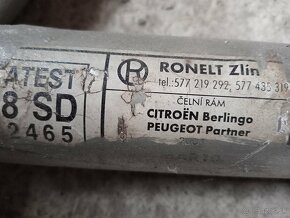 ATEST
8 SD
2465
R
RONELT Zlín
tel.: 577 219 292; 577 435 319
ČELNÍ RÁM
CITROËN Berlingo
PEUGEOT Partner